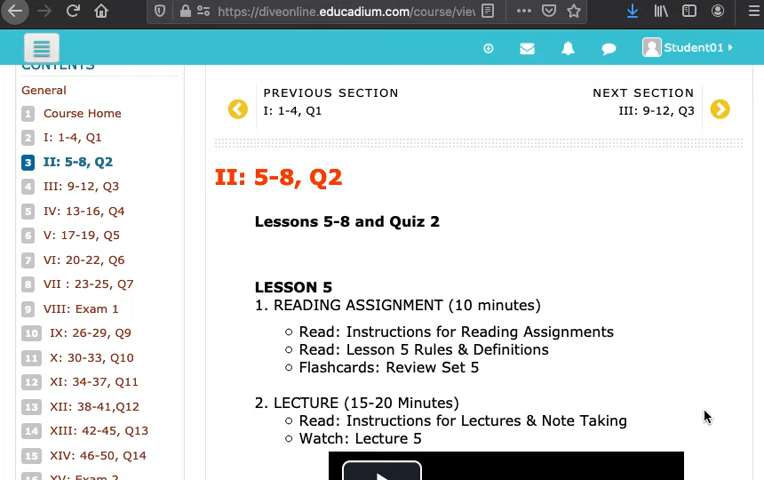 https://diveonline.educadium.com/course/viev
Student01
CONTENTS
General
1 Course Home
2 I: 1-4, Q1
3 II: 5-8, Q2
4 III: 9-12, Q3
5 IV: 13-16, Q4
6 V: 17-19, Q5
7 VI: 20-22, Q6
8 VII : 23-25, Q7
9 VIII: Exam 1
10 IX: 26-29, Q9
11 X: 30-33, Q10
12 XI: 34-37, Q11
13 XII: 38-41,Q12
14 XIII: 42-45, Q13
15 XIV: 46-50, Q14
16 XV: Exam 2
PREVIOUS SECTION
I: 1-4, Q1
NEXT SECTION
III: 9-12, Q3
II: 5-8, Q2
Lessons 5-8 and Quiz 2
LESSON 5
1. READING ASSIGNMENT (10 minutes)
Read: Instructions for Reading Assignments
Read: Lesson 5 Rules & Definitions
Flashcards: Review Set 5
2. LECTURE (15-20 Minutes)
Read: Instructions for Lectures & Note Taking
Watch: Lecture 5